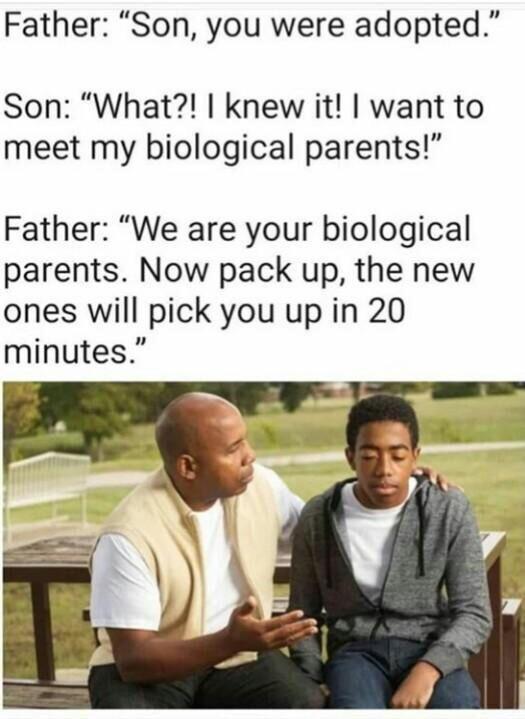 Father: “Son, you were adopted.”
Son: “What?! I knew it! I want to
meet my biological parents!”
Father: “We are your biological
parents. Now pack up, the new
ones will pick you up in 20
minutes.”